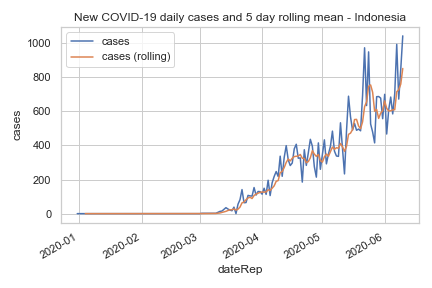 New COVID-19 daily cases and 5 day rolling mean - Indonesia
cases
cases (rolling)
1000
800
600
400
200
0
cases
2020-01
2020-02
2020-03
2020-04
2020-05
2020-06
dateRep